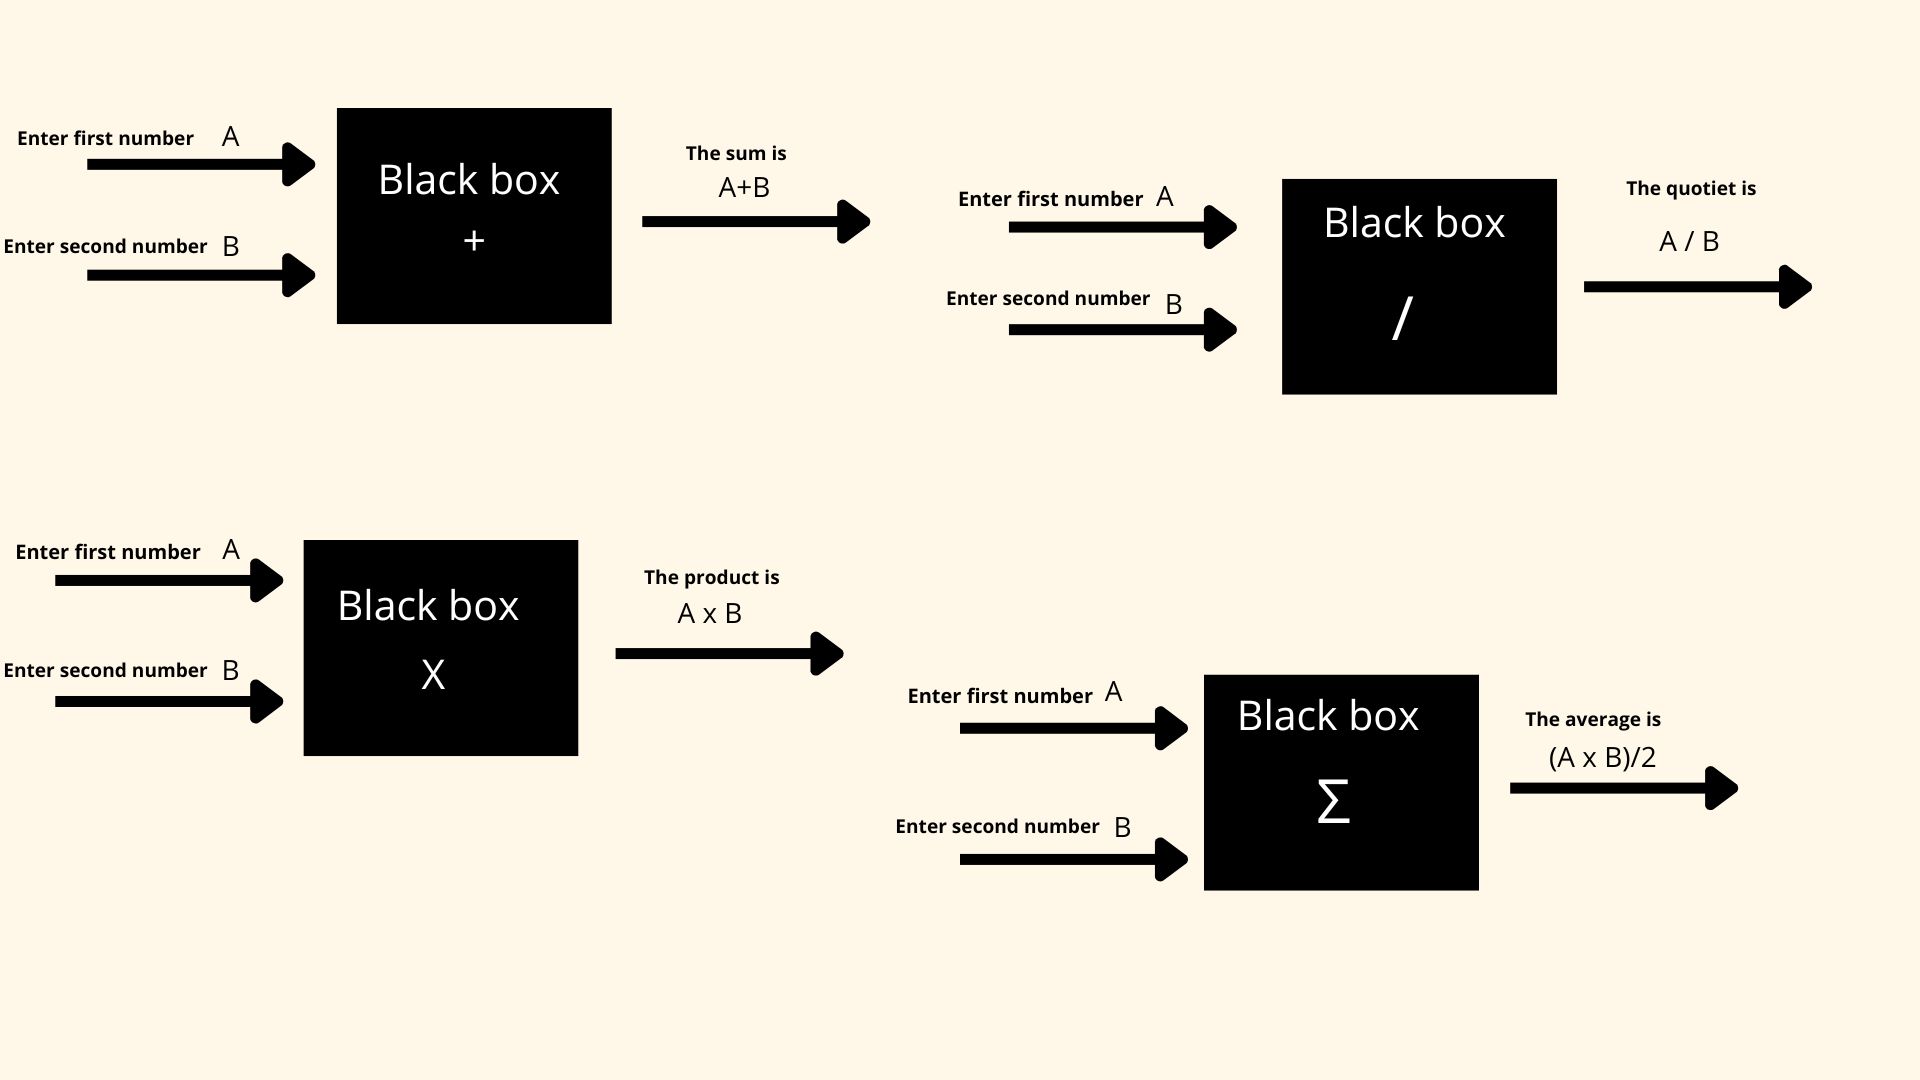 Enter first number A
Enter second number B
Black box
+
The sum is
A+B
Enter first number A
Enter second number B
Black box
/
The quotiet is
A / B
Enter first number A
Enter second number B
Black box
X
The product is
A x B
Enter first number A
Enter second number B
Black box
Σ
The average is
(A x B)/2